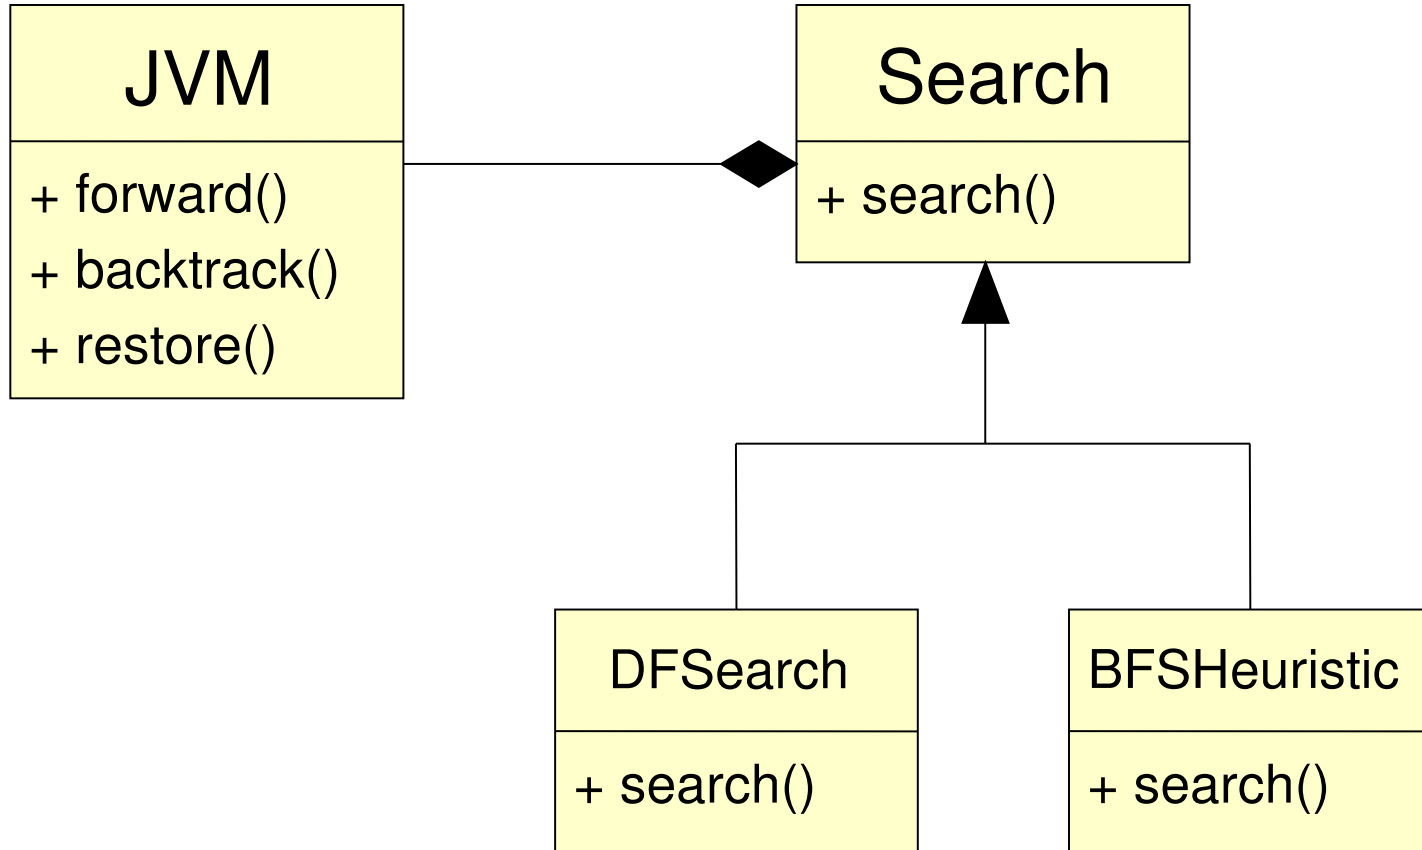 JVM
+ forward()
+ backtrack()
+ restore()
Search
+ search()
DFSearch
+ search()
BFSHeuristic
+ search()